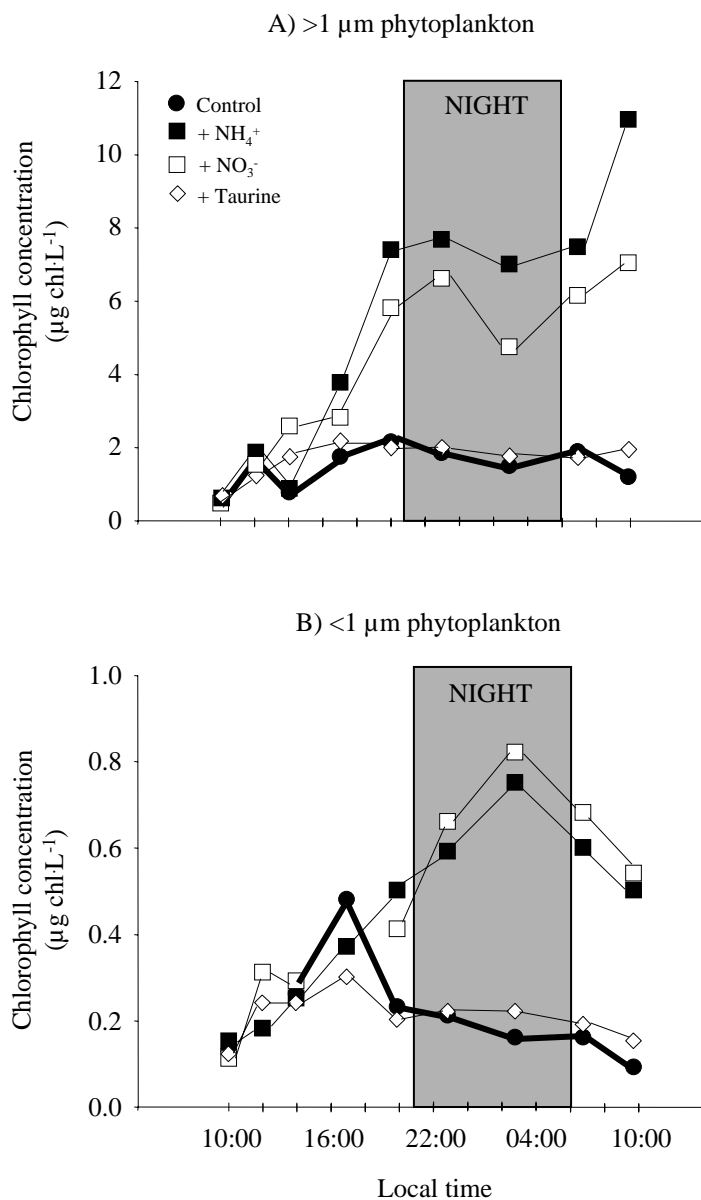 A) >1 µm phytoplankton
12
10
8
6
4
2
0
Chlorophyll concentration
(µg chl·L⁻¹)
Control
+ NH₄⁺
+ NO₃⁻
+ Taurine
NIGHT
B) <1 µm phytoplankton
1.0
0.8
0.6
0.4
0.2
0.0
Chlorophyll concentration
(µg chl·L⁻¹)
NIGHT
10:00 16:00 22:00 04:00 10:00
Local time